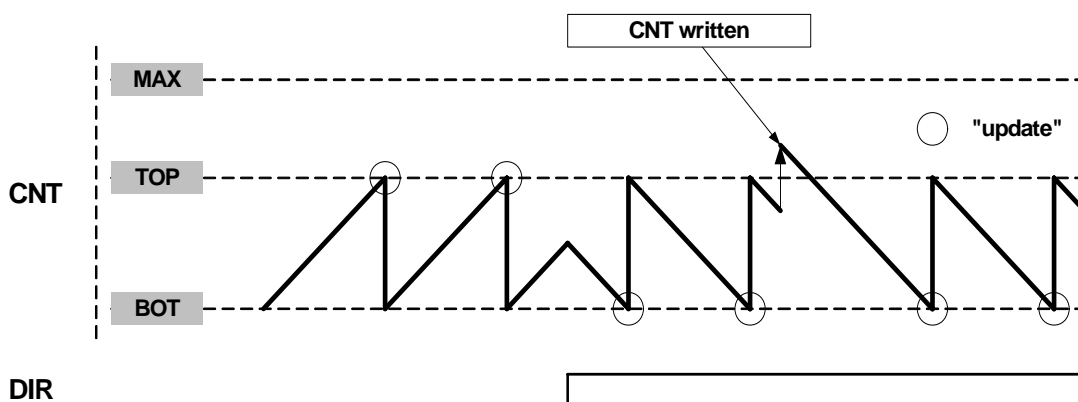 CNT written
MAX
"update"
TOP
CNT
BOT
DIR